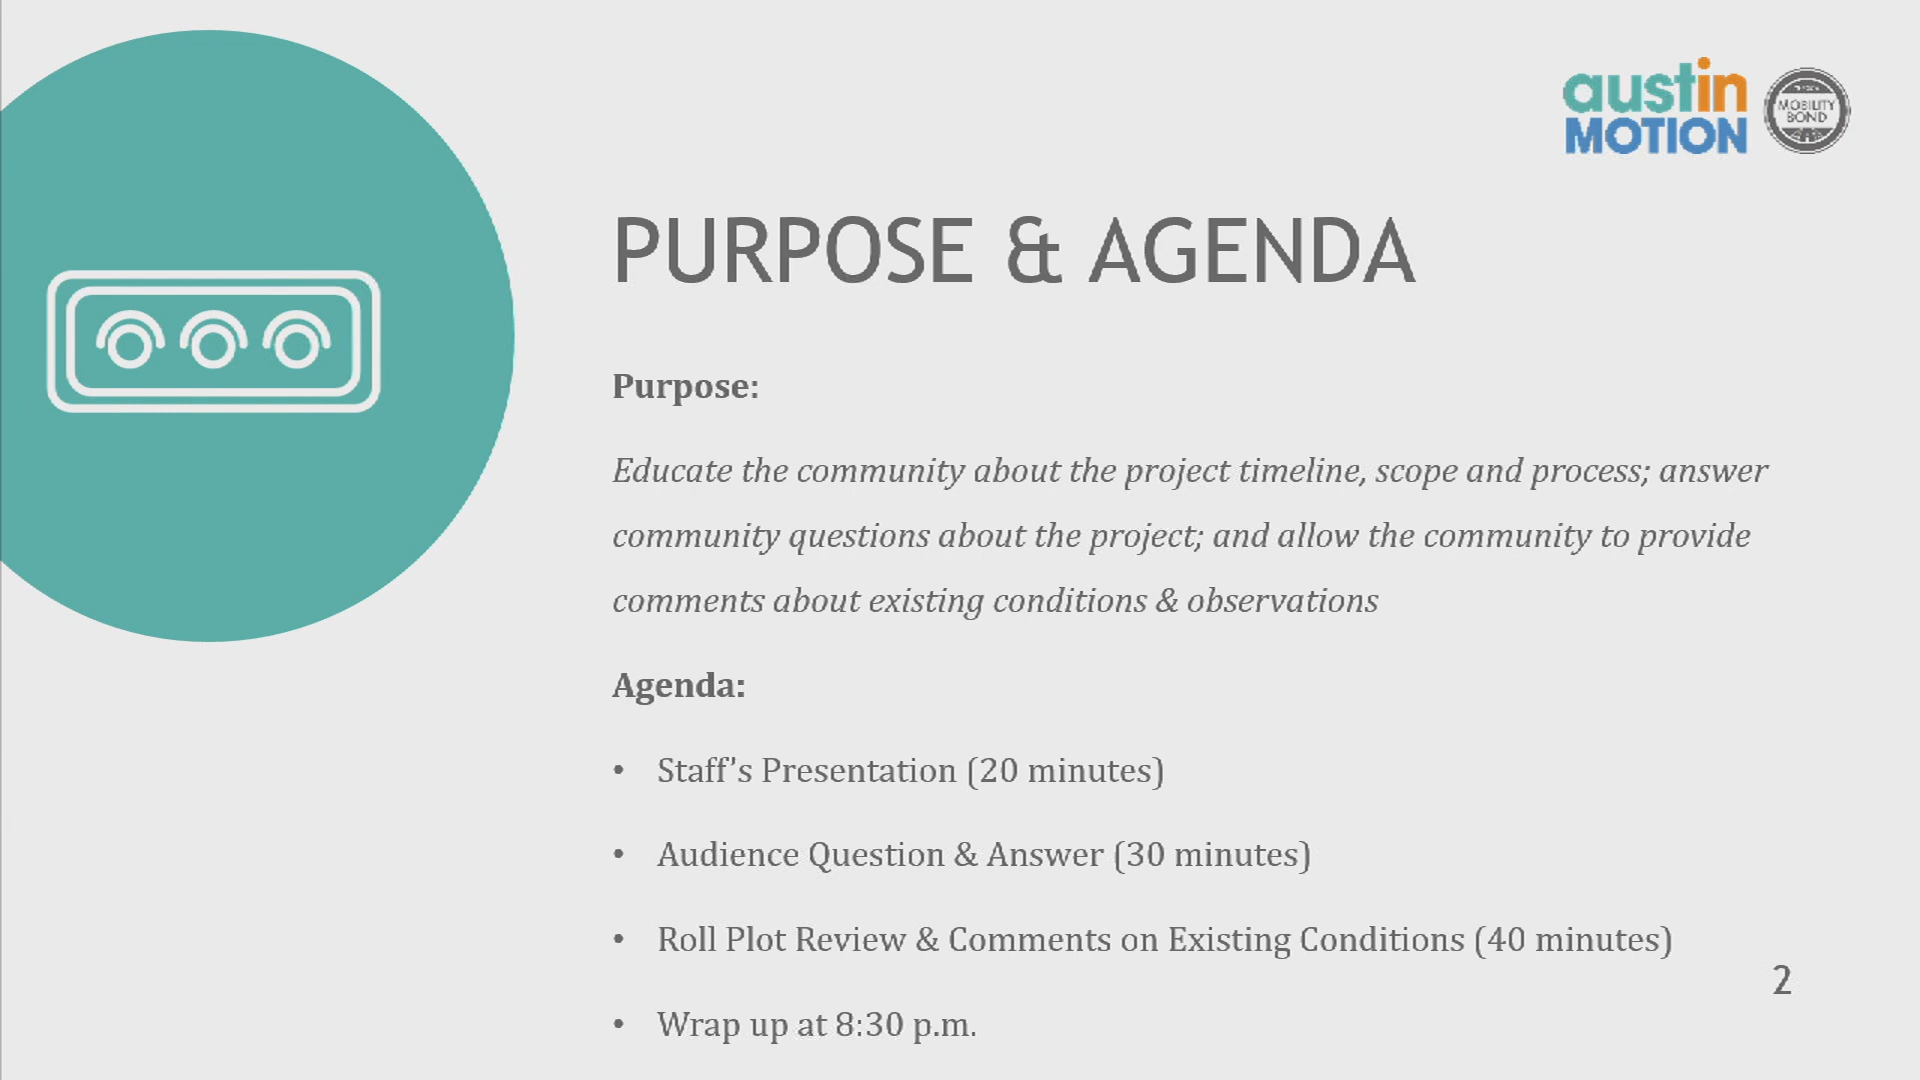 austin
MOTION
MOBILITY
BOND
PURPOSE & AGENDA
Purpose:
Educate the community about the project timeline, scope and process; answer
community questions about the project; and allow the community to provide
comments about existing conditions & observations
Agenda:
• Staff's Presentation (20 minutes)
• Audience Question & Answer (30 minutes)
• Roll Plot Review & Comments on Existing Conditions (40 minutes)
2
• Wrap up at 8:30 p.m.